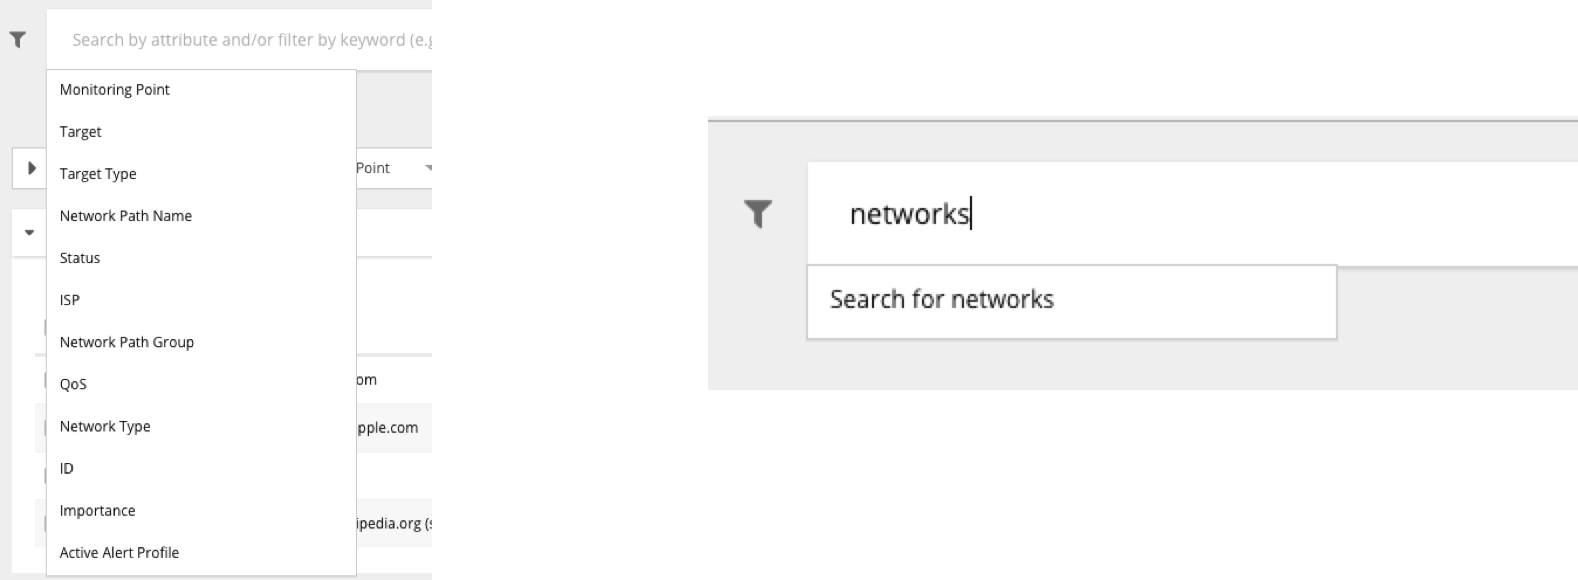 Search by attribute and/or filter by keyword (e.g
Monitoring Point
Target
Target Type
Point
Network Path Name
Status
ISP
Network Path Group
QoS
om
Network Type
pple.com
ID
Importance
ipedia.org (s
Active Alert Profile
networks
Search for networks